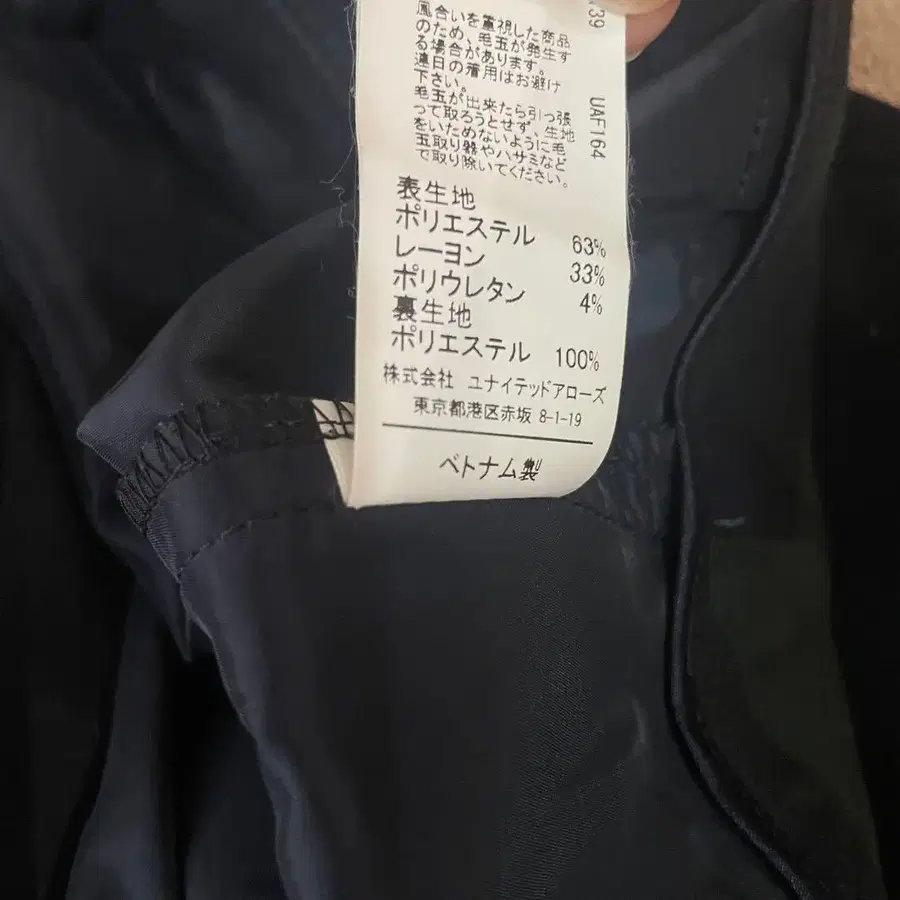 風合いを重視した商品
のため、毛玉が発生す
る場合があります。
連日の着用はお避け
下さい。
毛玉が出来たら引っ張
って取ろうとせず、生地
をいためないように毛
玉取り器やハサミなど
で取り除いてください。
表生地
ポリエステル 63%
レーヨン 33%
ポリウレタン 4%
裏生地
ポリエステル 100%
株式会社 ユナイテッドアローズ
東京都港区赤坂 8-1-19
ベトナム製
UAF164